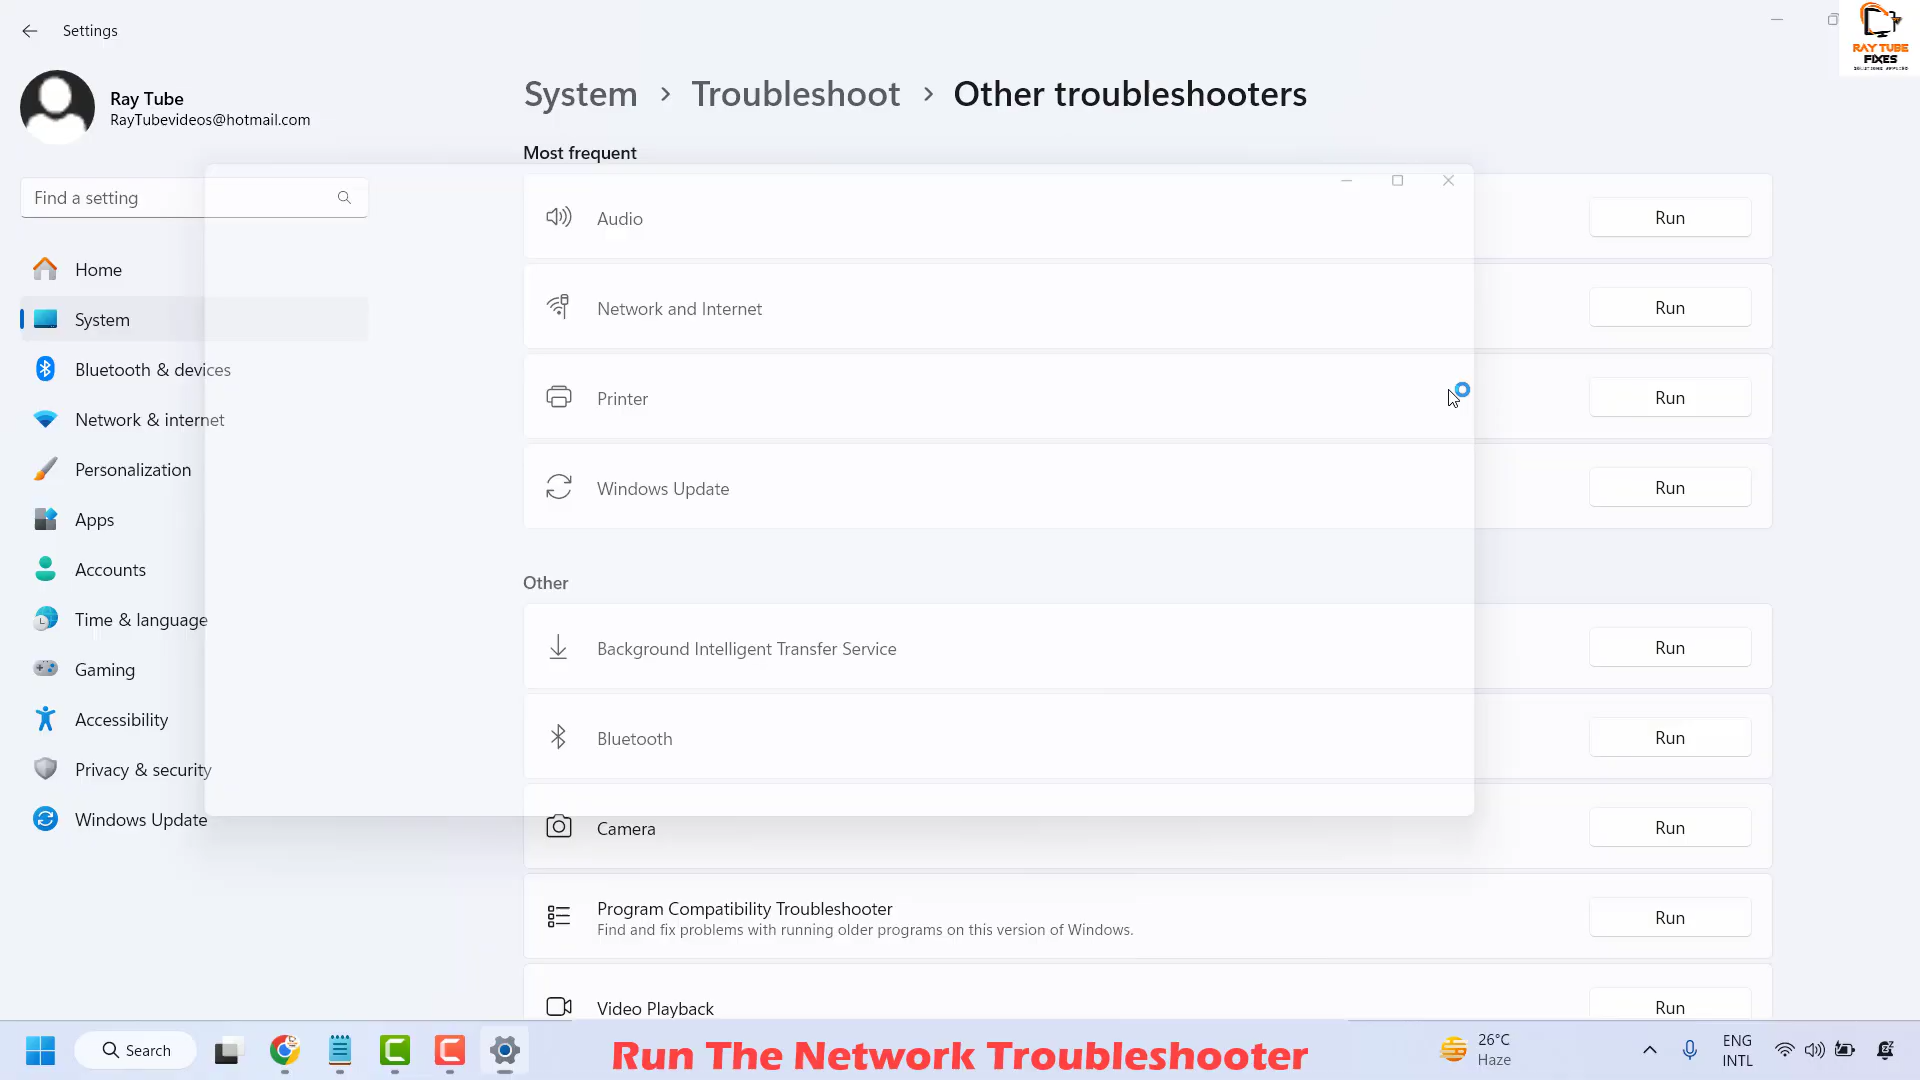 Settings
RAY TUBE
FIXES
Ray Tube
RayTubevideos@hotmail.com
System > Troubleshoot > Other troubleshooters
Most frequent
Find a setting
Home
System
Bluetooth & devices
Network & internet
Personalization
Apps
Accounts
Time & language
Gaming
Accessibility
Privacy & security
Windows Update
Audio Run
Network and Internet Run
Printer Run
Windows Update Run
Other
Background Intelligent Transfer Service Run
Bluetooth Run
Camera Run
Program Compatibility Troubleshooter
Find and fix problems with running older programs on this version of Windows.
Run
Video Playback Run
Search
Run The Network Troubleshooter
26°C
Haze
ENG
INTL